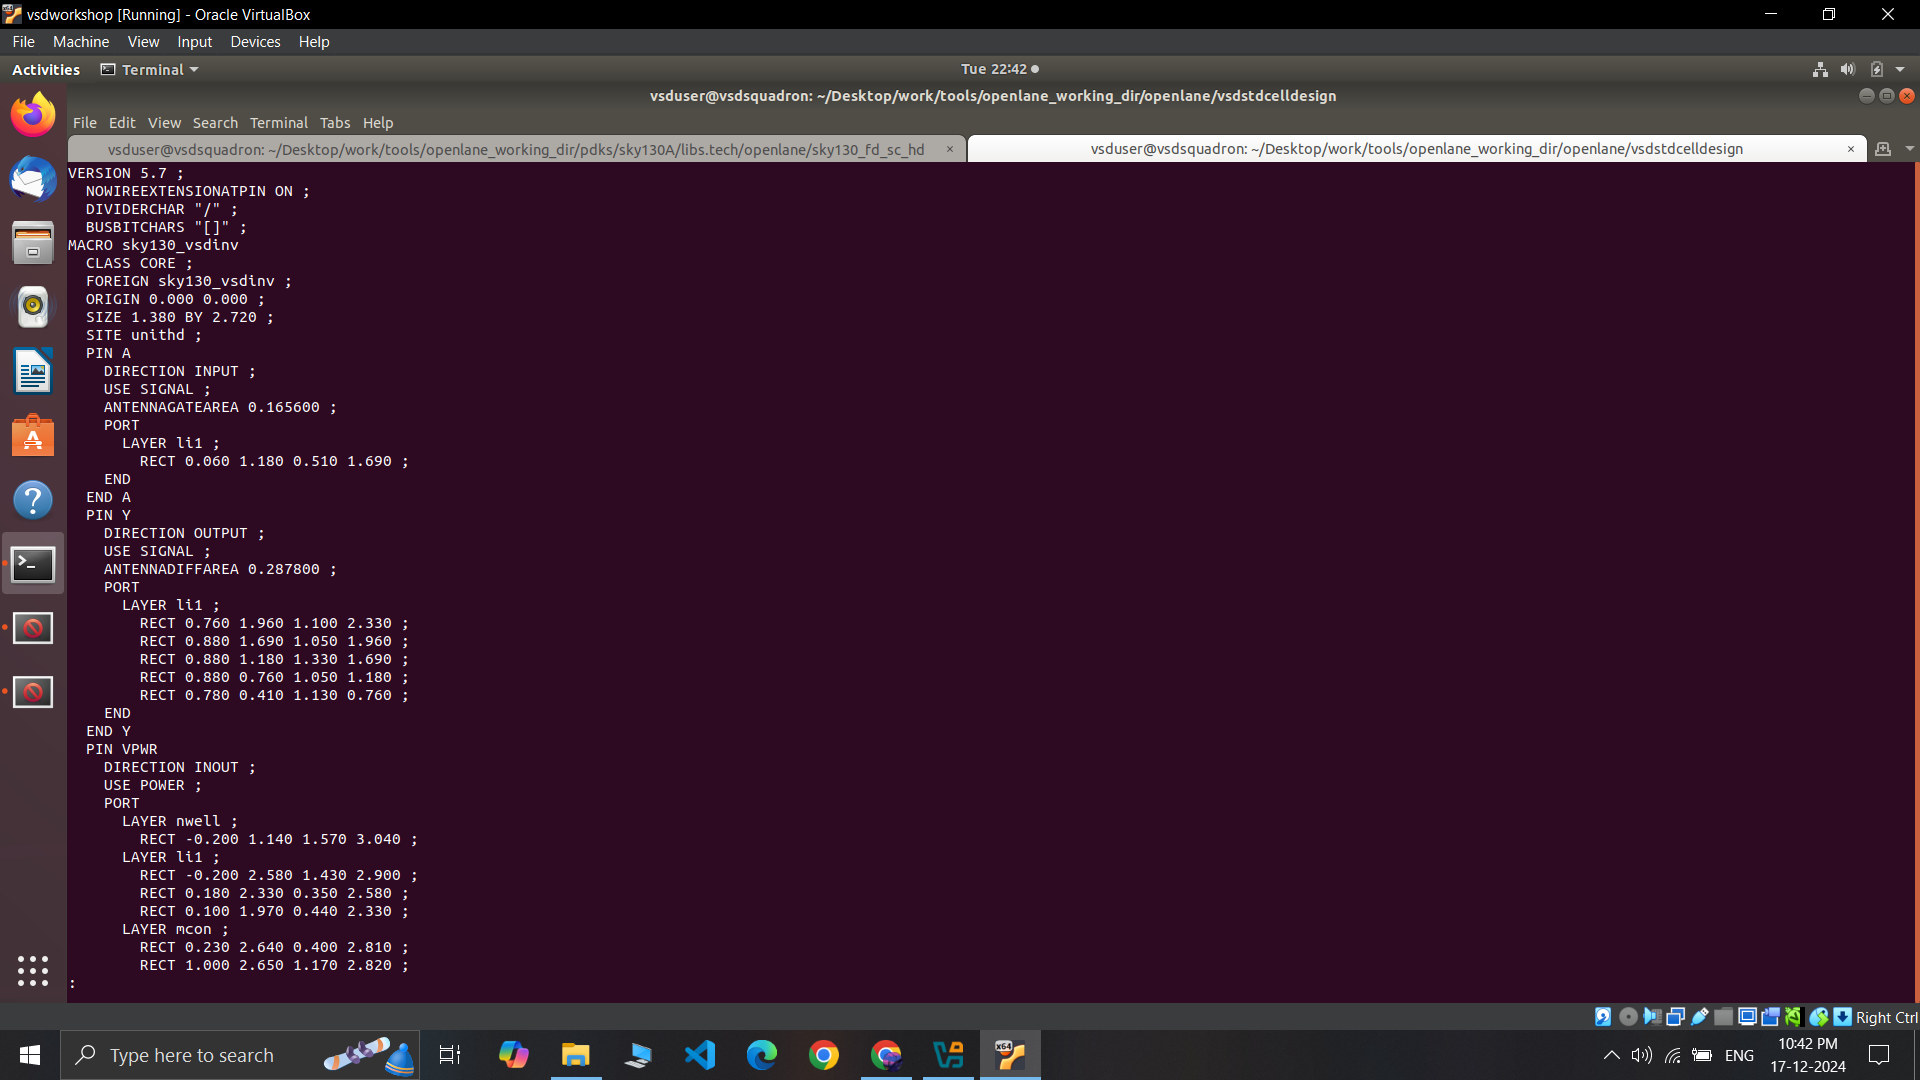 vsdworkshop [Running] - Oracle VirtualBox
File Machine View Input Devices Help
Activities Terminal Tue 22:42
vsduser@vsdsquadron: ~/Desktop/work/tools/openlane_working_dir/openlane/vsdstdcelldesign
File Edit View Search Terminal Tabs Help
vsduser@vsdsquadron: ~/Desktop/work/tools/openlane_working_dir/pdks/sky130A/libs.tech/openlane/sky130_fd_sc_hd × vsduser@vsdsquadron: ~/Desktop/work/tools/openlane_working_dir/openlane/vsdstdcelldesign ×
VERSION 5.7 ;
  NOWIREEXTENSIONATPIN ON ;
  DIVIDERCHAR "/" ;
  BUSBITCHARS "[]" ;
MACRO sky130_vsdinv
  CLASS CORE ;
  FOREIGN sky130_vsdinv ;
  ORIGIN 0.000 0.000 ;
  SIZE 1.380 BY 2.720 ;
  SITE unithd ;
  PIN A
    DIRECTION INPUT ;
    USE SIGNAL ;
    ANTENNAGATEAREA 0.165600 ;
    PORT
      LAYER li1 ;
        RECT 0.060 1.180 0.510 1.690 ;
    END
  END A
  PIN Y
    DIRECTION OUTPUT ;
    USE SIGNAL ;
    ANTENNADIFFAREA 0.287800 ;
    PORT
      LAYER li1 ;
        RECT 0.760 1.960 1.100 2.330 ;
        RECT 0.880 1.690 1.050 1.960 ;
        RECT 0.880 1.180 1.330 1.690 ;
        RECT 0.880 0.760 1.050 1.180 ;
        RECT 0.780 0.410 1.130 0.760 ;
    END
  END Y
  PIN VPWR
    DIRECTION INOUT ;
    USE POWER ;
    PORT
      LAYER nwell ;
        RECT -0.200 1.140 1.570 3.040 ;
      LAYER li1 ;
        RECT -0.200 2.580 1.430 2.900 ;
        RECT 0.180 2.330 0.350 2.580 ;
        RECT 0.100 1.970 0.440 2.330 ;
      LAYER mcon ;
        RECT 0.230 2.640 0.400 2.810 ;
        RECT 1.000 2.650 1.170 2.820 ;
:
Right Ctrl
Type here to search
x64
ENG
10:42 PM
17-12-2024